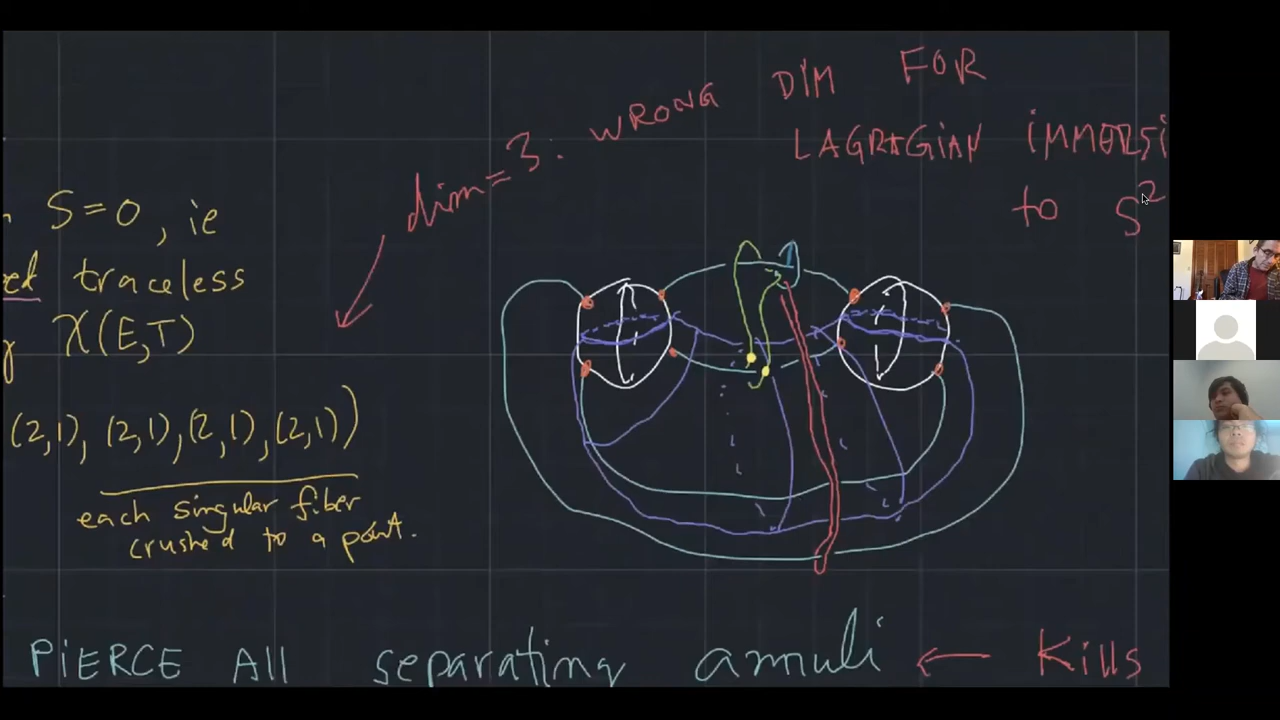 dim=3: WRONG DIM FOR
LAGRAGIAN IMMERSI
to S²
S=0, ie
traceless
χ(E,T)
(2,1), (2,1), (2,1), (2,1))
each singular fiber
crushed to a point.
PIERCE All separating annuli ← Kills